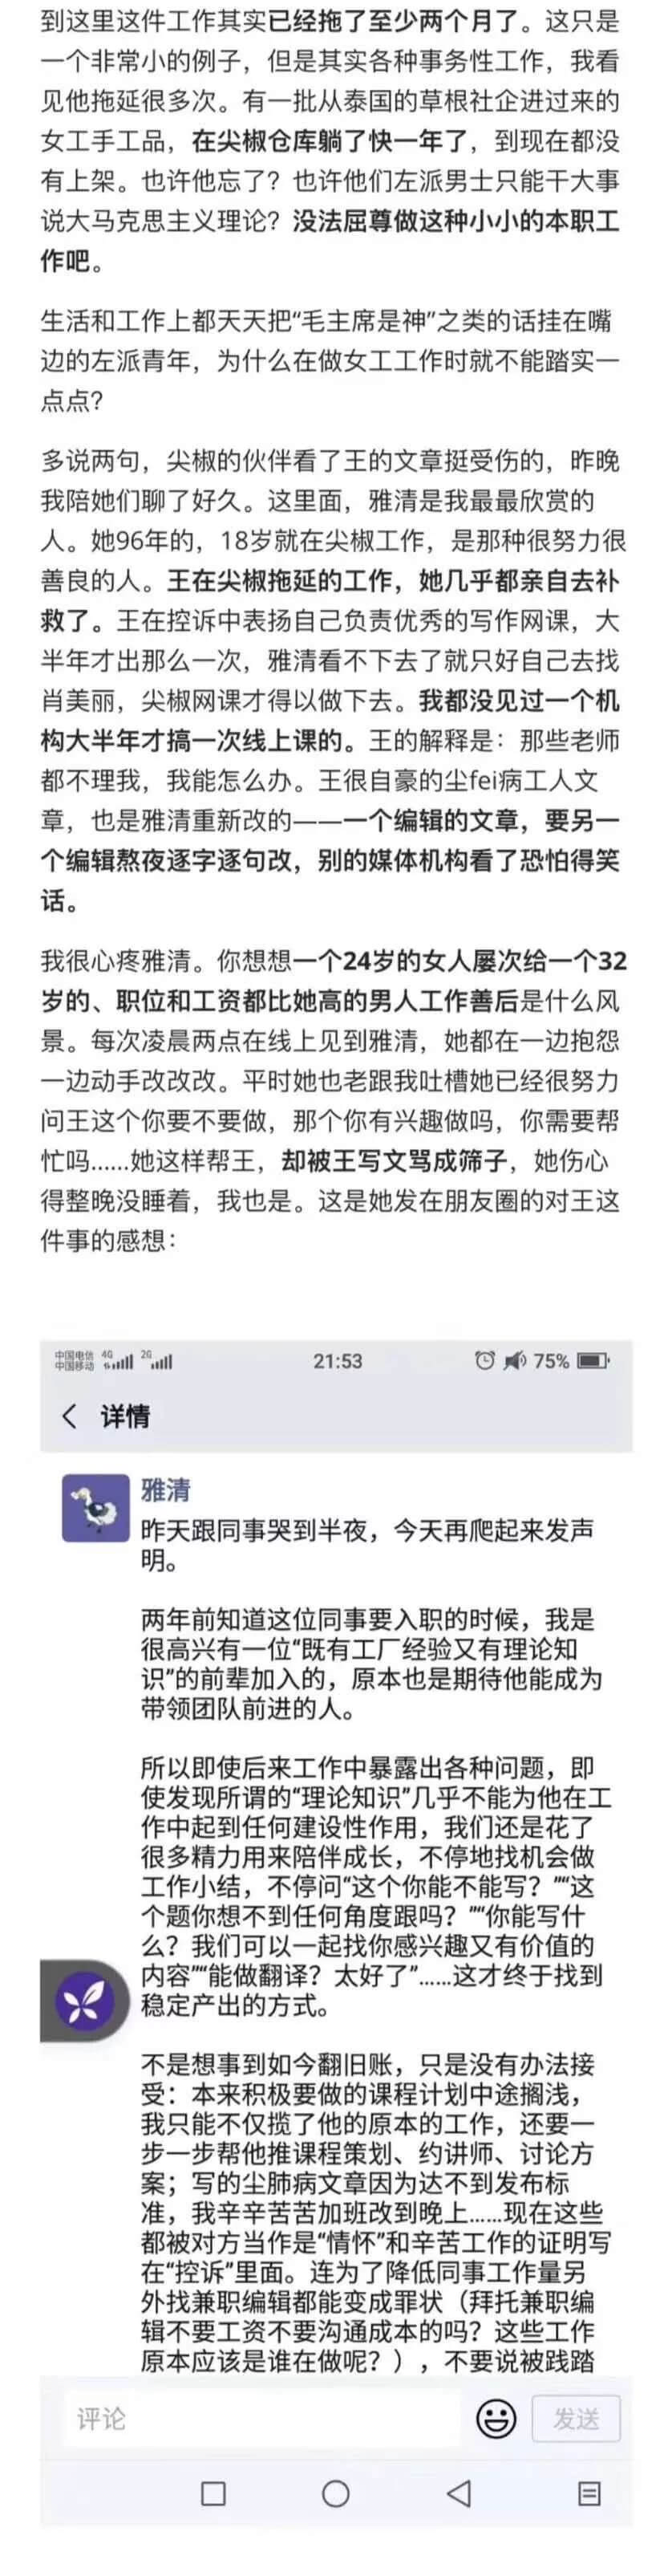 到这里这件工作其实已经拖了至少两个月了。这只是
一个非常小的例子，但是其实各种事务性工作，我看
见他拖延很多次。有一批从泰国的草根社企进过来的
女工手工品，在尖椒仓库躺了快一年了，到现在都没
有上架。也许他忘了？也许他们左派男士只能干大事
说大马克思主义理论？没法屈尊做这种小小的本职工
作吧。
生活和工作上都天天把“毛主席是神”之类的话挂在嘴
边的左派青年，为什么在做女工工作时就不能踏实一
点点？
多说两句，尖椒的伙伴看了王的文章挺受伤的，昨晚
我陪她们聊了好久。这里面，雅清是我最最欣赏的
人。她96年的，18岁就在尖椒工作，是那种很努力很
善良的人。王在尖椒拖延的工作，她几乎都亲自去补
救了。王在控诉中表扬自己负责优秀的写作网课，大
半年才出那么一次，雅清看不下去了就只好自己去找
肖美丽，尖椒网课才得以做下去。我都没见过一个机
构大半年才搞一次线上课的。王的解释是：那些老师
都不理我，我能怎么办。王很自豪的尘fei病工人文
章，也是雅清重新改的——一个编辑的文章，要另一
个编辑熬夜逐字逐句改，别的媒体机构看了恐怕得笑
话。
我很心疼雅清。你想想一个24岁的女人屡次给一个32
岁的、职位和工资都比她高的男人工作善后是什么风
景。每次凌晨两点在线上见到雅清，她都在一边抱怨
一边动手改改改。平时她也老跟我吐槽她已经很努力
问王这个你要不要做，那个你有兴趣做吗，你需要帮
忙吗......她这样帮王，却被王写文骂成筛子，她伤心
得整晚没睡着，我也是。这是她发在朋友圈的对王这
件事的感想：
中国电信 4G 2G
中国移动
21:53
75%
详情
雅清
昨天跟同事哭到半夜，今天再爬起来发声
明。
两年前知道这位同事要入职的时候，我是
很高兴有一位“既有工厂经验又有理论知
识”的前辈加入的，原本也是期待他能成为
带领团队前进的人。
所以即使后来工作中暴露出各种问题，即
使发现所谓的“理论知识”几乎不能为他在工
作中起到任何建设性作用，我们还是花了
很多精力用来陪伴成长，不停地找机会做
工作小结，不停问“这个你能不能写？”“这
个题你想不到任何角度跟吗？”“你能写什
么？我们可以一起找你感兴趣又有价值的
内容”“能做翻译？太好了”......这才终于找到
稳定产出的方式。
不是想事到如今翻旧账，只是没有办法接
受：本来积极要做的课程计划中途搁浅，
我只能不仅揽了他的原本的工作，还要一
步一步帮他推课程策划、约讲师、讨论方
案；写的尘肺病文章因为达不到发布标
准，我辛辛苦苦加班改到晚上......现在这些
都被对方当作是“情怀”和辛苦工作的证明写
在“控诉”里面。连为了降低同事工作量另
外找兼职编辑都能变成罪状（拜托兼职编
辑不要工资不要沟通成本的吗？这些工作
原本应该是谁在做呢？），不要说被践踏
评论
发送